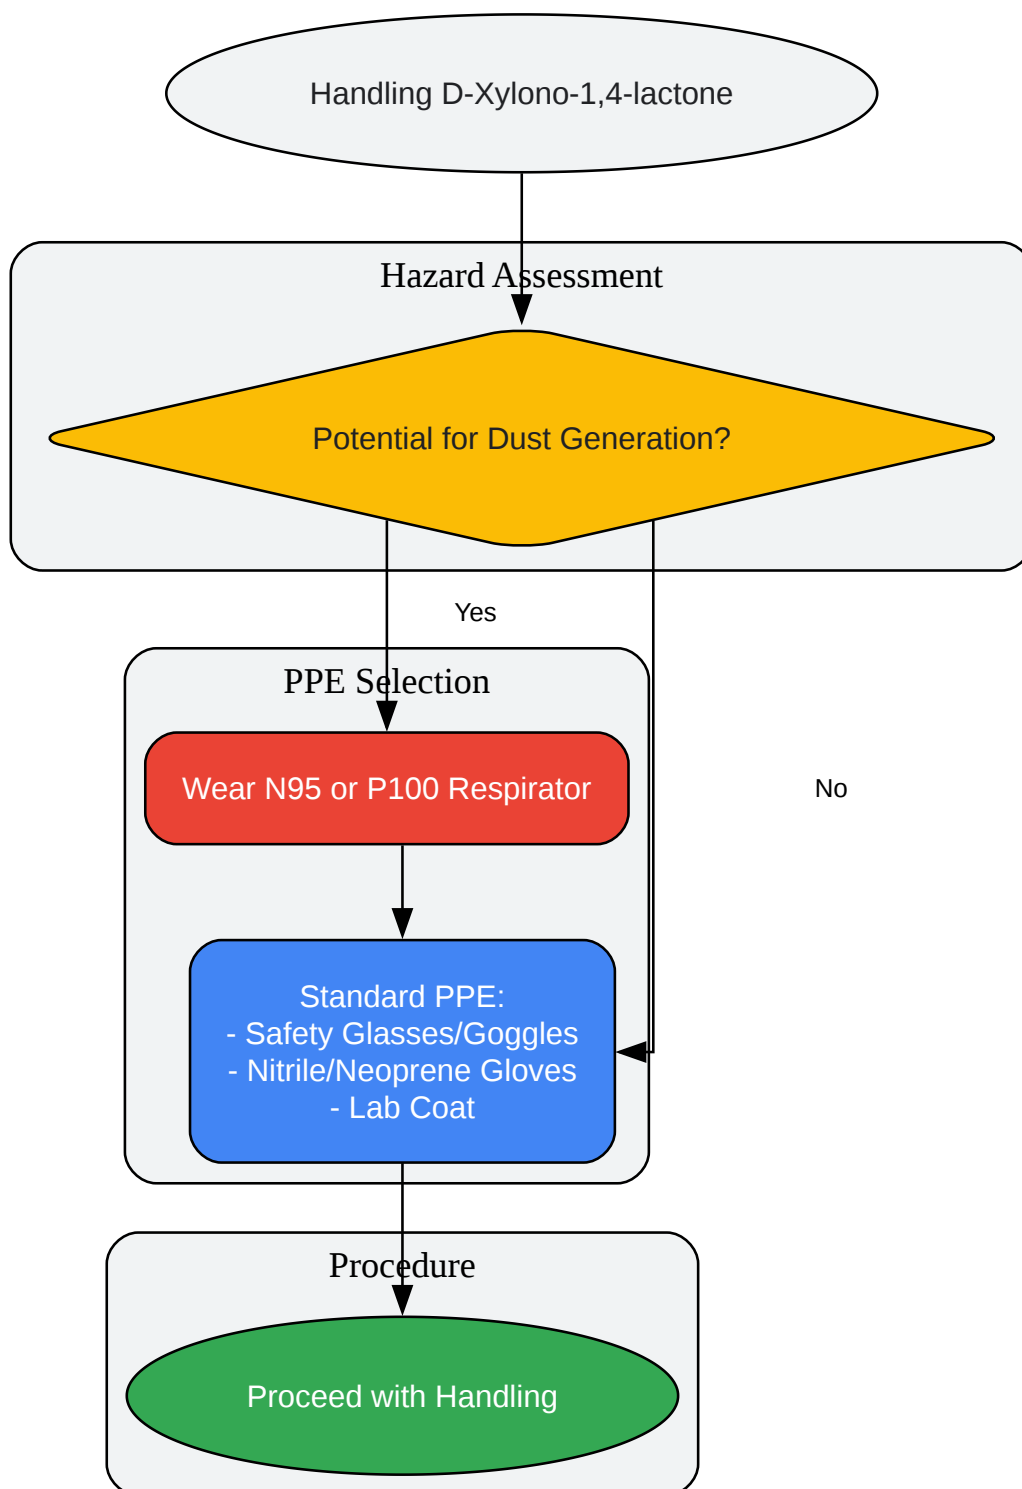 Handling D-Xylono-1,4-lactone
Hazard Assessment
Potential for Dust Generation?
Yes
PPE Selection
Wear N95 or P100 Respirator
No
Standard PPE:
- Safety Glasses/Goggles
- Nitrile/Neoprene Gloves
- Lab Coat
Procedure
Proceed with Handling